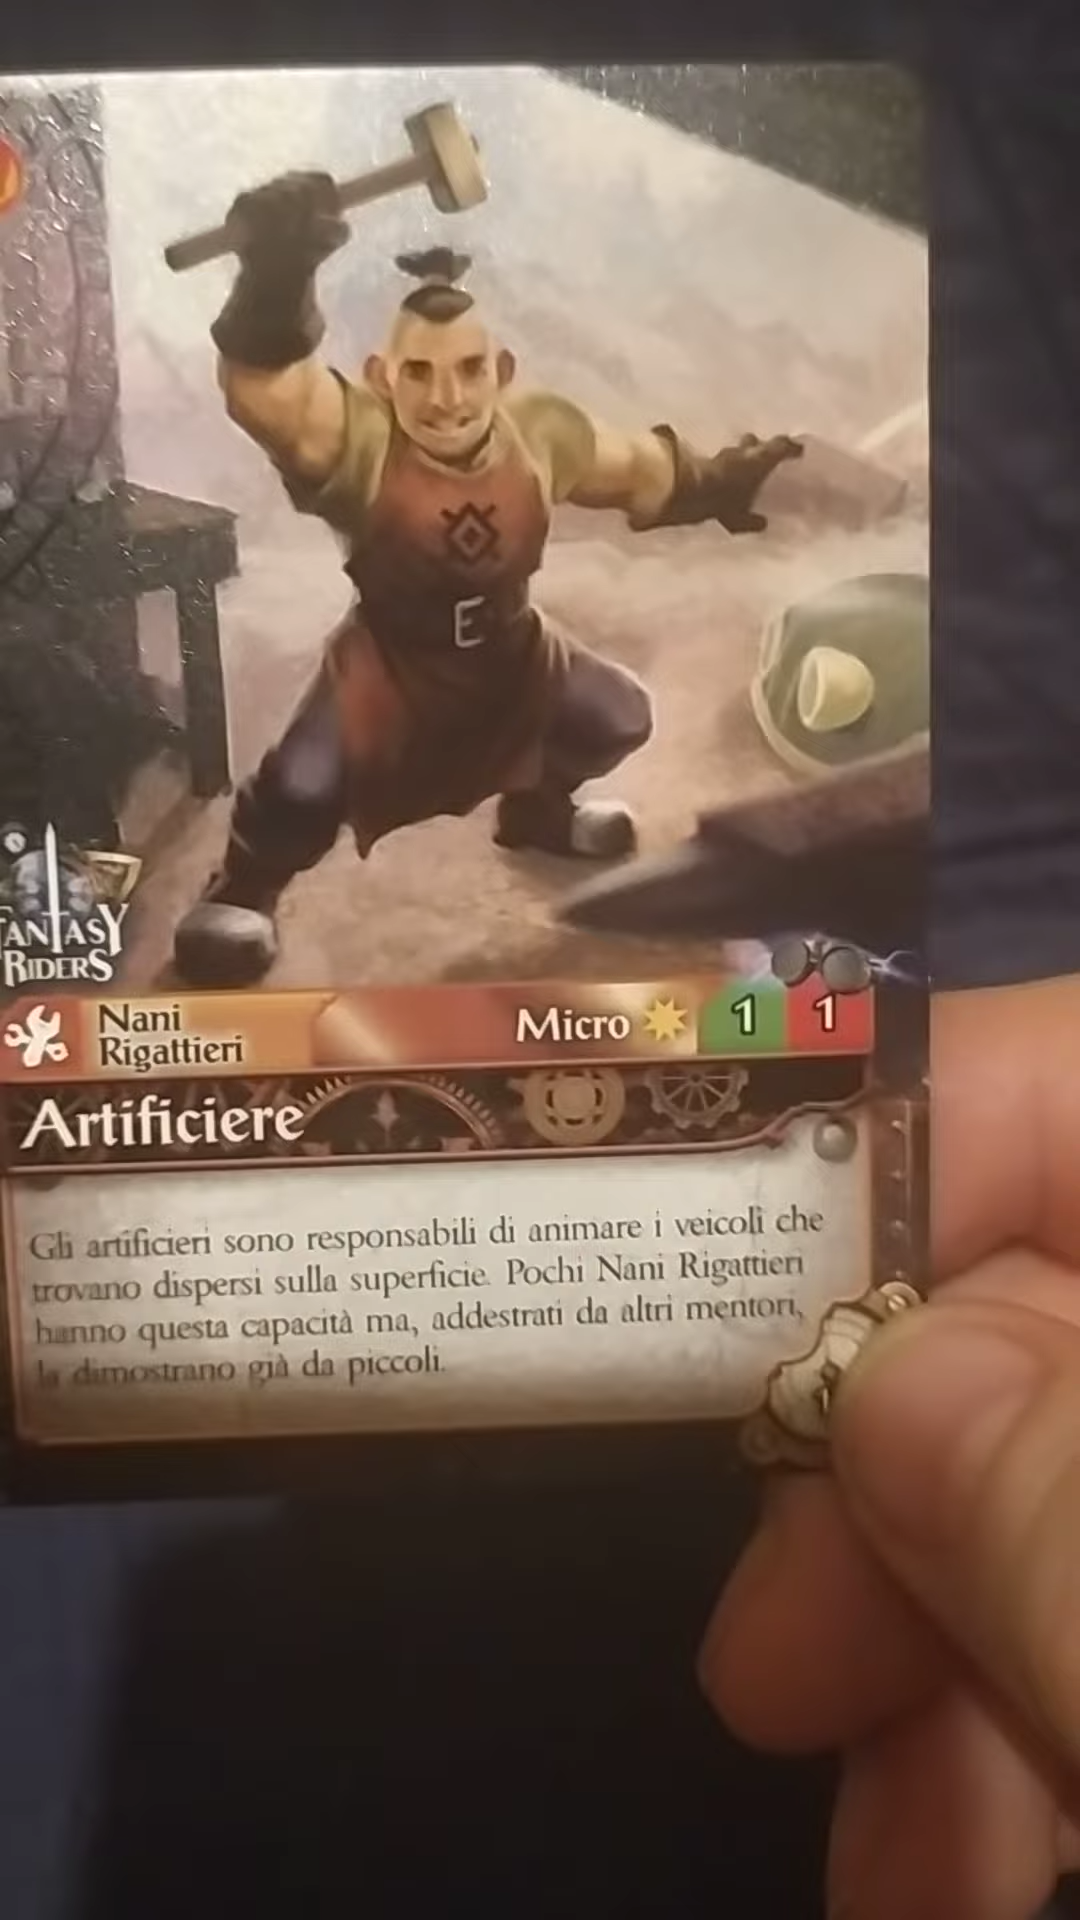 FANTASY
RIDERS
Nani
Rigattieri
Micro 1 1
Artificiere
Gli artificieri sono responsabili di animare i veicoli che
trovano dispersi sulla superficie. Pochi Nani Rigattieri
hanno questa capacità ma, addestrati da altri mentori,
la dimostrano già da piccoli.